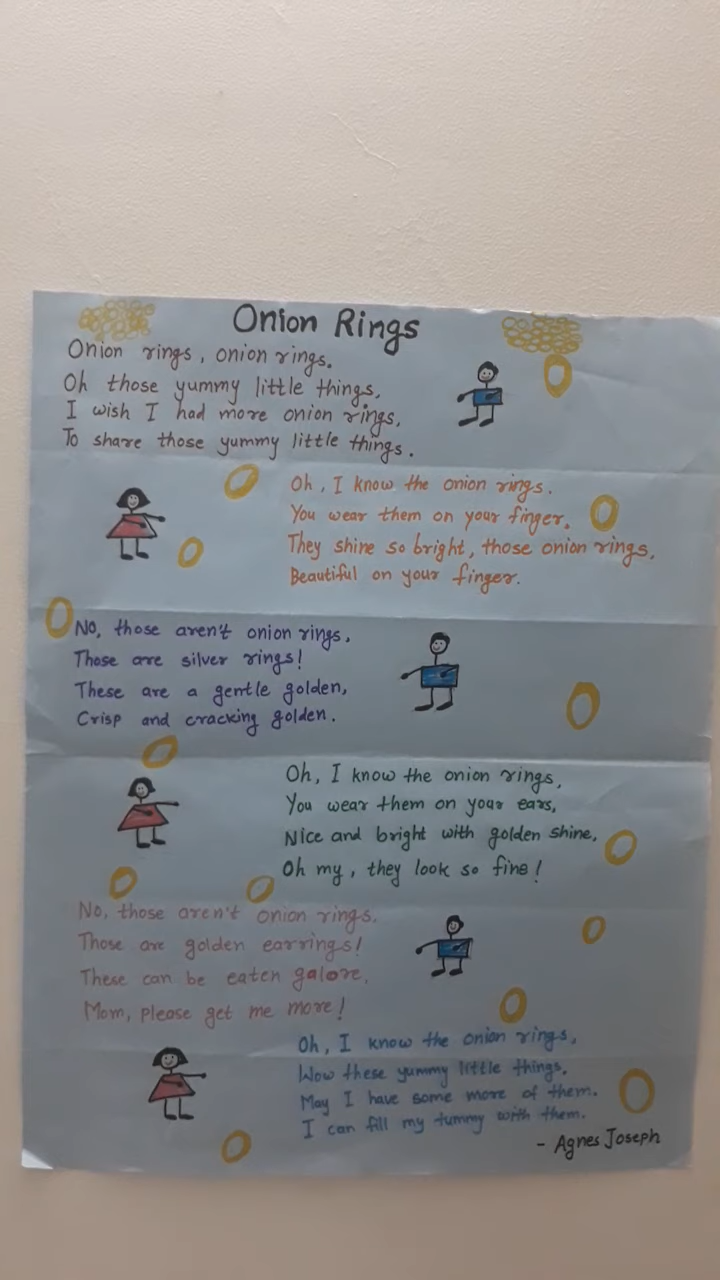 Onion Rings
Onion rings, onion rings.
Oh those yummy little things,
I wish I had more onion rings,
To share those yummy little things.
Oh, I know the onion rings.
You wear them on your finger,
They shine so bright, those onion rings,
Beautiful on your finger.
No, those aren't onion rings,
Those are silver rings!
These are a gentle golden,
Crisp and cracking golden.
Oh, I know the onion rings,
You wear them on your ears,
Nice and bright with golden shine,
Oh my, they look so fine!
No, those aren't onion rings,
Those are golden earrings!
These can be eaten galore,
Mom, please get me more!
Oh, I know the onion rings,
Wow these yummy little things,
May I have some more of them.
I can fill my tummy with them.
- Agnes Joseph